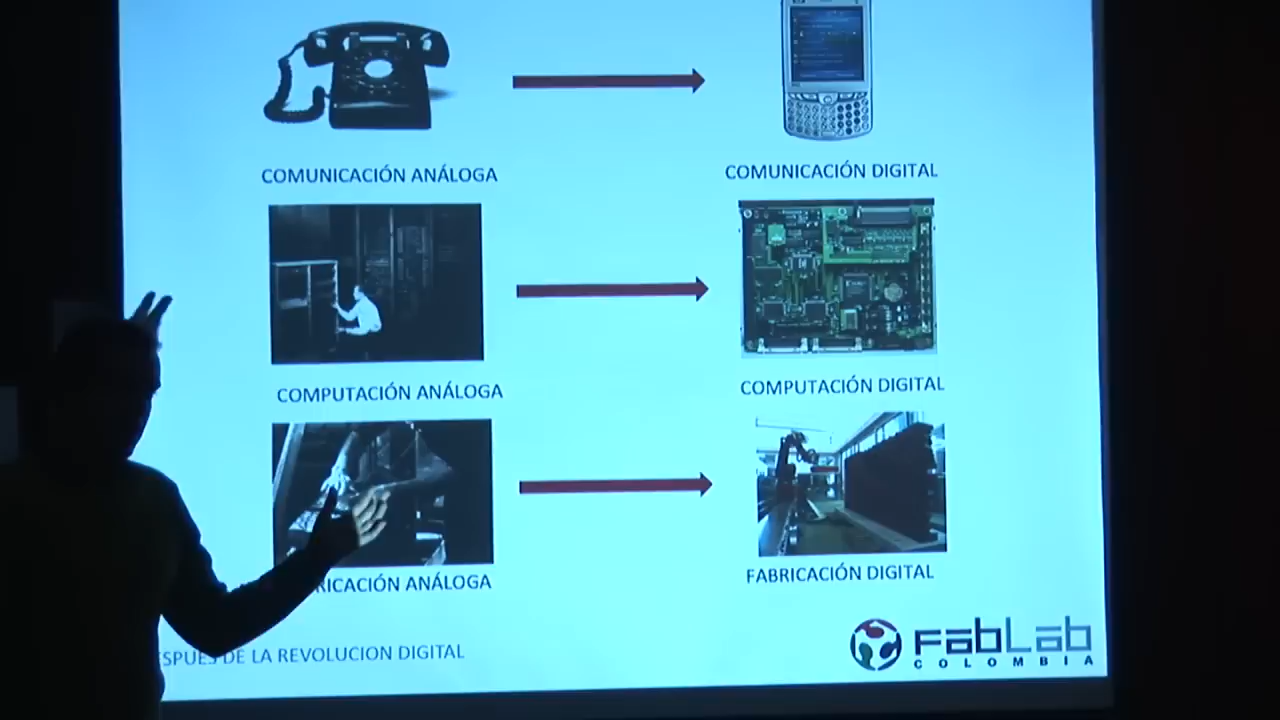 COMUNICACIÓN ANÁLOGA
COMUNICACIÓN DIGITAL
COMPUTACIÓN ANÁLOGA
COMPUTACIÓN DIGITAL
RICACIÓN ANÁLOGA
FABRICACIÓN DIGITAL
SPUES DE LA REVOLUCION DIGITAL
FabLab
COLOMBIA